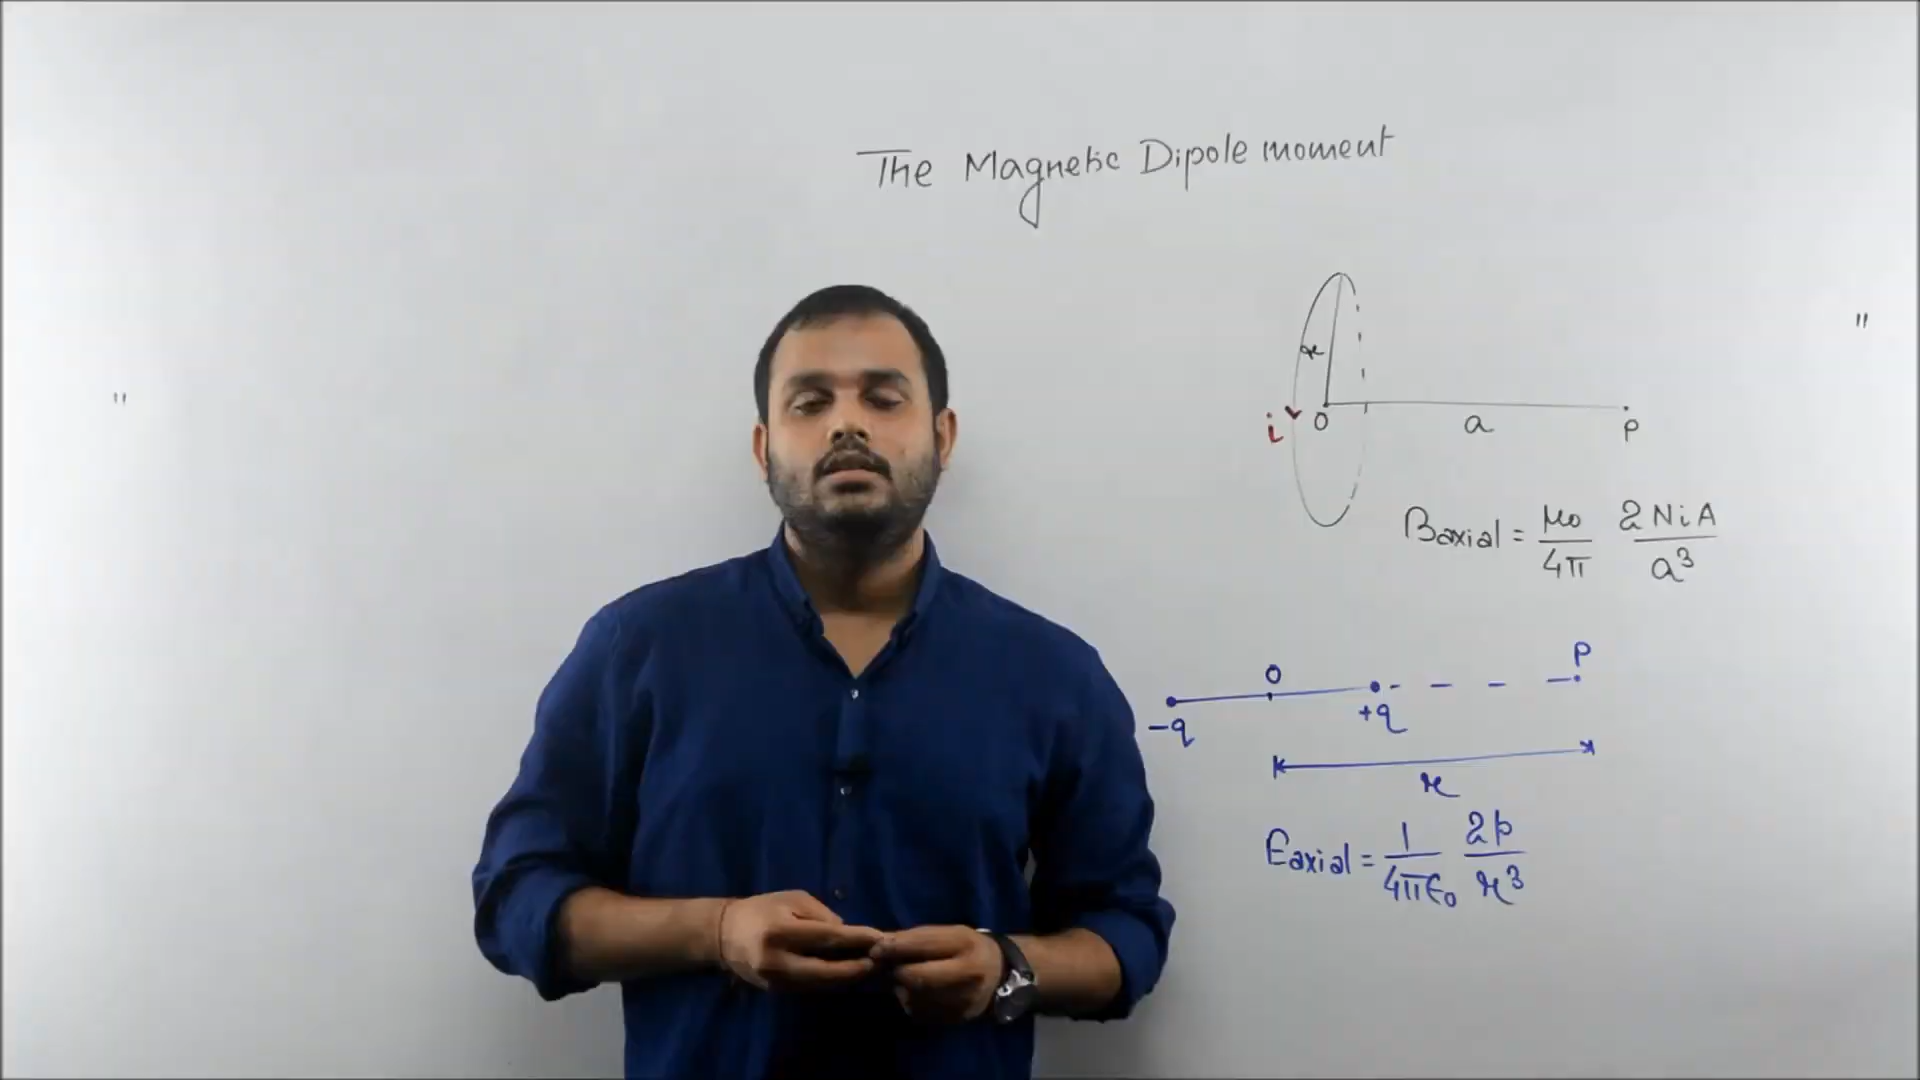 The Magnetic Dipole moment
r
i
O
a
P
Baxial = μ0/4π 2NiA/a³
O
P
-q
+q
r
Eaxial = 1/4πε0 2p/r³